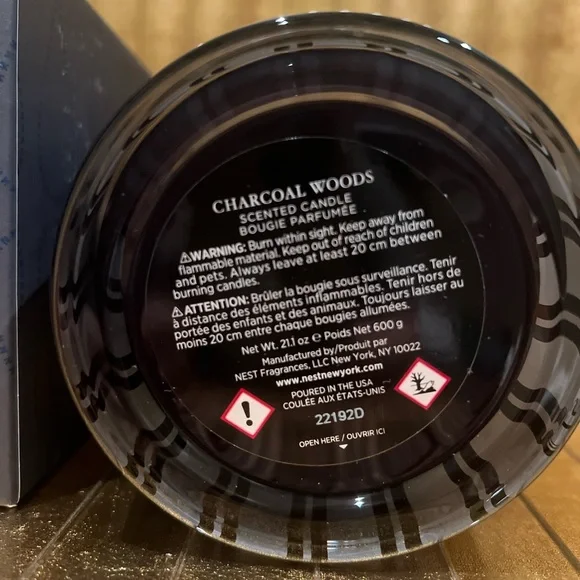 CHARCOAL WOODS
SCENTED CANDLE
BOUGIE PARFUMÉE
⚠WARNING: Burn within sight. Keep away from
flammable material. Keep out of reach of children
and pets. Always leave at least 20 cm between
burning candles.
⚠ATTENTION: Brûler la bougie sous surveillance. Tenir
à distance des éléments inflammables. Tenir hors de
portée des enfants et des animaux. Toujours laisser au
moins 20 cm entre chaque bougies allumées.
Net Wt. 21.1 oz ℮ Poids Net 600 g
Manufactured by/Produit par
NEST Fragrances, LLC New York, NY 10022
www.nestnewyork.com
POURED IN THE USA
COULÉE AUX ÉTATS-UNIS
22192D
OPEN HERE / OUVRIR ICI